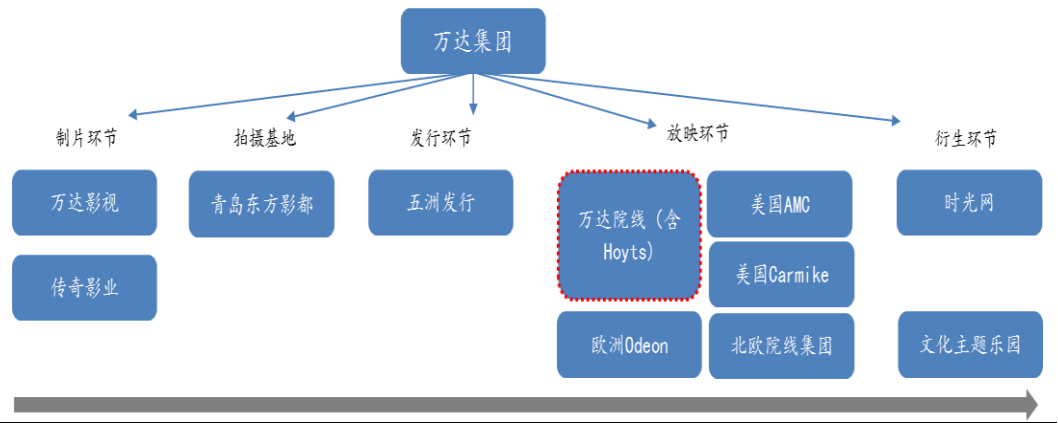 万达集团
制片环节
拍摄基地
发行环节
放映环节
衍生环节
万达影视
青岛东方影都
五洲发行
万达院线（含
Hoyts)
美国AMC
时光网
传奇影业
美国Carmike
欧洲Odeon
北欧院线集团
文化主题乐园